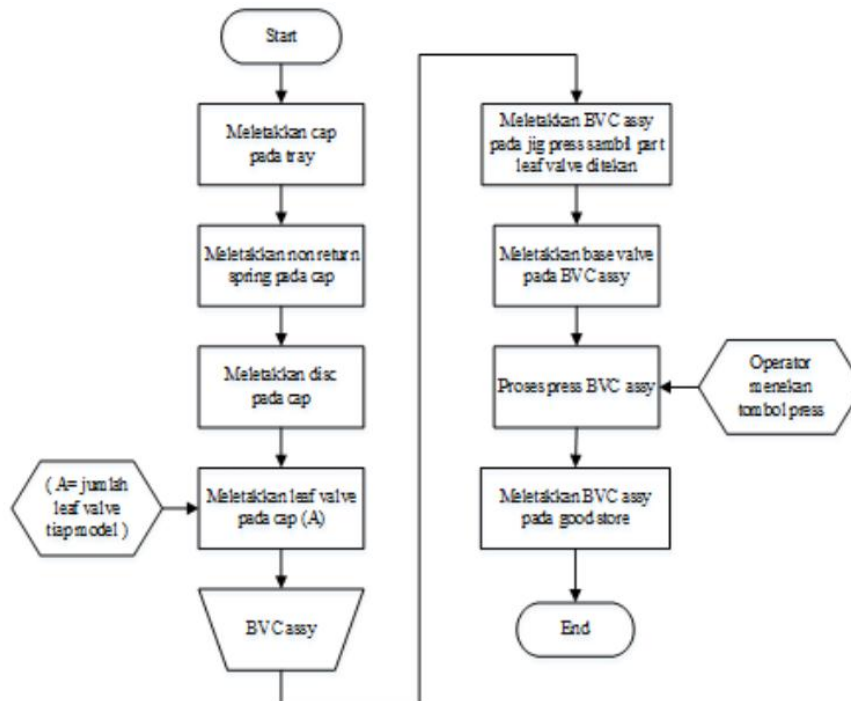 Start
Meletakkan cap
pada tray
Meletakkan non return
spring pada cap
Meletakkan disc
pada cap
( A= jumlah
leaf valve
tiap model )
Meletakkan leaf valve
pada cap (A)
BVC assy
Meletakkan BVC assy
pada jig press sambil part
leaf valve ditekan
Meletakkan base valve
pada BVC assy
Proses press BVC assy
Operator
menekan
tombol press
Meletakkan BVC assy
pada good store
End